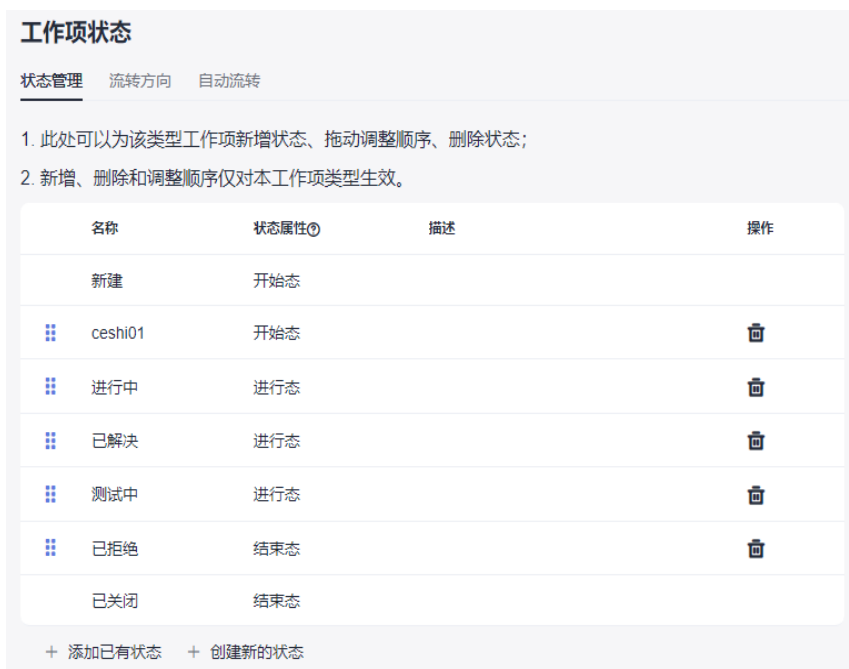 工作项状态
状态管理 流转方向 自动流转
1. 此处可以为该类型工作项新增状态、拖动调整顺序、删除状态；
2. 新增、删除和调整顺序仅对本工作项类型生效。
名称 状态属性? 描述 操作
新建 开始态
ceshi01 开始态
进行中 进行态
已解决 进行态
测试中 进行态
已拒绝 结束态
已关闭 结束态
+ 添加已有状态 + 创建新的状态